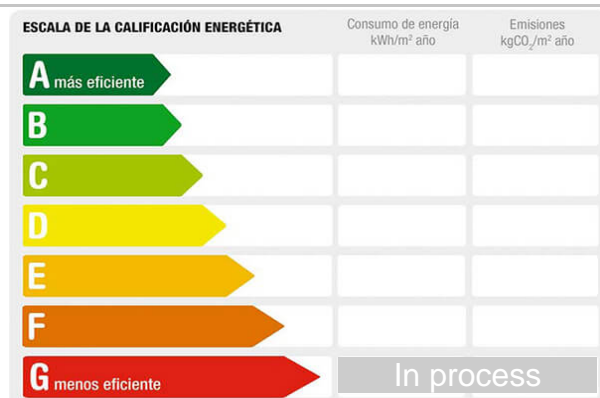 ESCALA DE LA CALIFICACIÓN ENERGÉTICA
Consumo de energía
kWh/m² año
Emisiones
kgCO₂/m² año
A más eficiente
B
C
D
E
F
G menos eficiente
In process